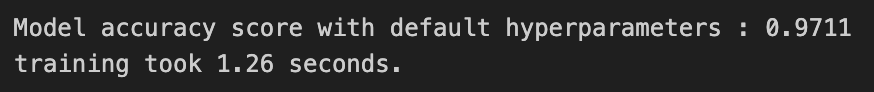 Model accuracy score with default hyperparameters : 0.9711
training took 1.26 seconds.